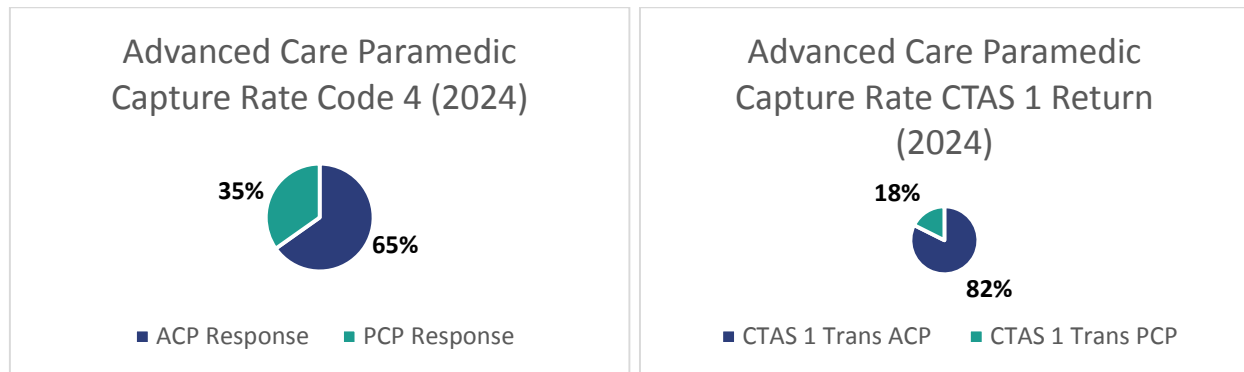 Advanced Care Paramedic
Capture Rate Code 4 (2024)
35%
65%
ACP Response
PCP Response
Advanced Care Paramedic
Capture Rate CTAS 1 Return
(2024)
18%
82%
CTAS 1 Trans ACP
CTAS 1 Trans PCP